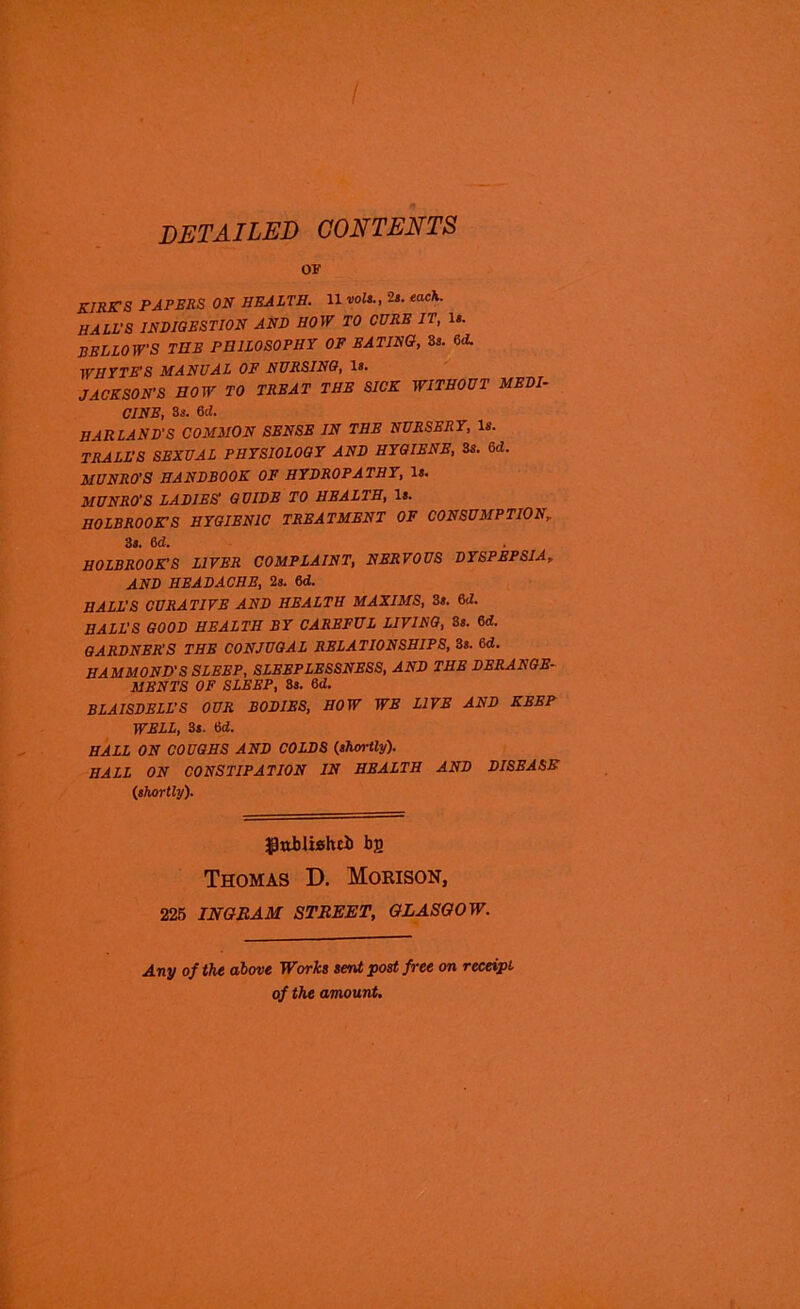 DETAILED CONTENTS
OF
KIRK'S PAPERS ON HEALTH. 11 vols., 2s. each.
HALL'S INDIGESTION AND HOW TO CURE IT, 1s.
BELLOW'S THE PHILOSOPHY OF EATING, 3s. 6d.
WHYTE'S MANUAL OF NURSING, 1s.
JACKSON'S HOW TO TREAT THE SICK WITHOUT MEDI-
CINE, 3s. 6d.
HARLAND'S COMMON SENSE IN THE NURSERY, 1s.
TRALL'S SEXUAL PHYSIOLOGY AND HYGIENE, 3s. 6d.
MUNRO'S HANDBOOK OF HYDROPATHY, 1s.
MUNRO'S LADIES' GUIDE TO HEALTH, 1s.
HOLBROOK'S HYGIENIC TREATMENT OF CONSUMPTION,
3s. 6d.
HOLBROOK'S LIVER COMPLAINT, NERVOUS DYSPEPSIA,
AND HEADACHE, 2s. 6d.
HALL'S CURATIVE AND HEALTH MAXIMS, 3s. 6d.
HALL'S GOOD HEALTH BY CAREFUL LIVING, 3s. 6d.
GARDNER'S THE CONJUGAL RELATIONSHIPS, 3s. 6d.
HAMMOND'S SLEEP, SLEEPLESSNESS, AND THE DERANGE-
MENTS OF SLEEP, 3s. 6d.
BLAISDELL'S OUR BODIES, HOW WE LIVE AND KEEP
WELL, 3s. 6d.
HALL ON COUGHS AND COLDS (shortly).
HALL ON CONSTIPATION IN HEALTH AND DISEASE
(shortly).
Published by
THOMAS D. MORISON,
225 INGRAM STREET, GLASGOW.
Any of the above Works sent post free on receipt
of the amount.